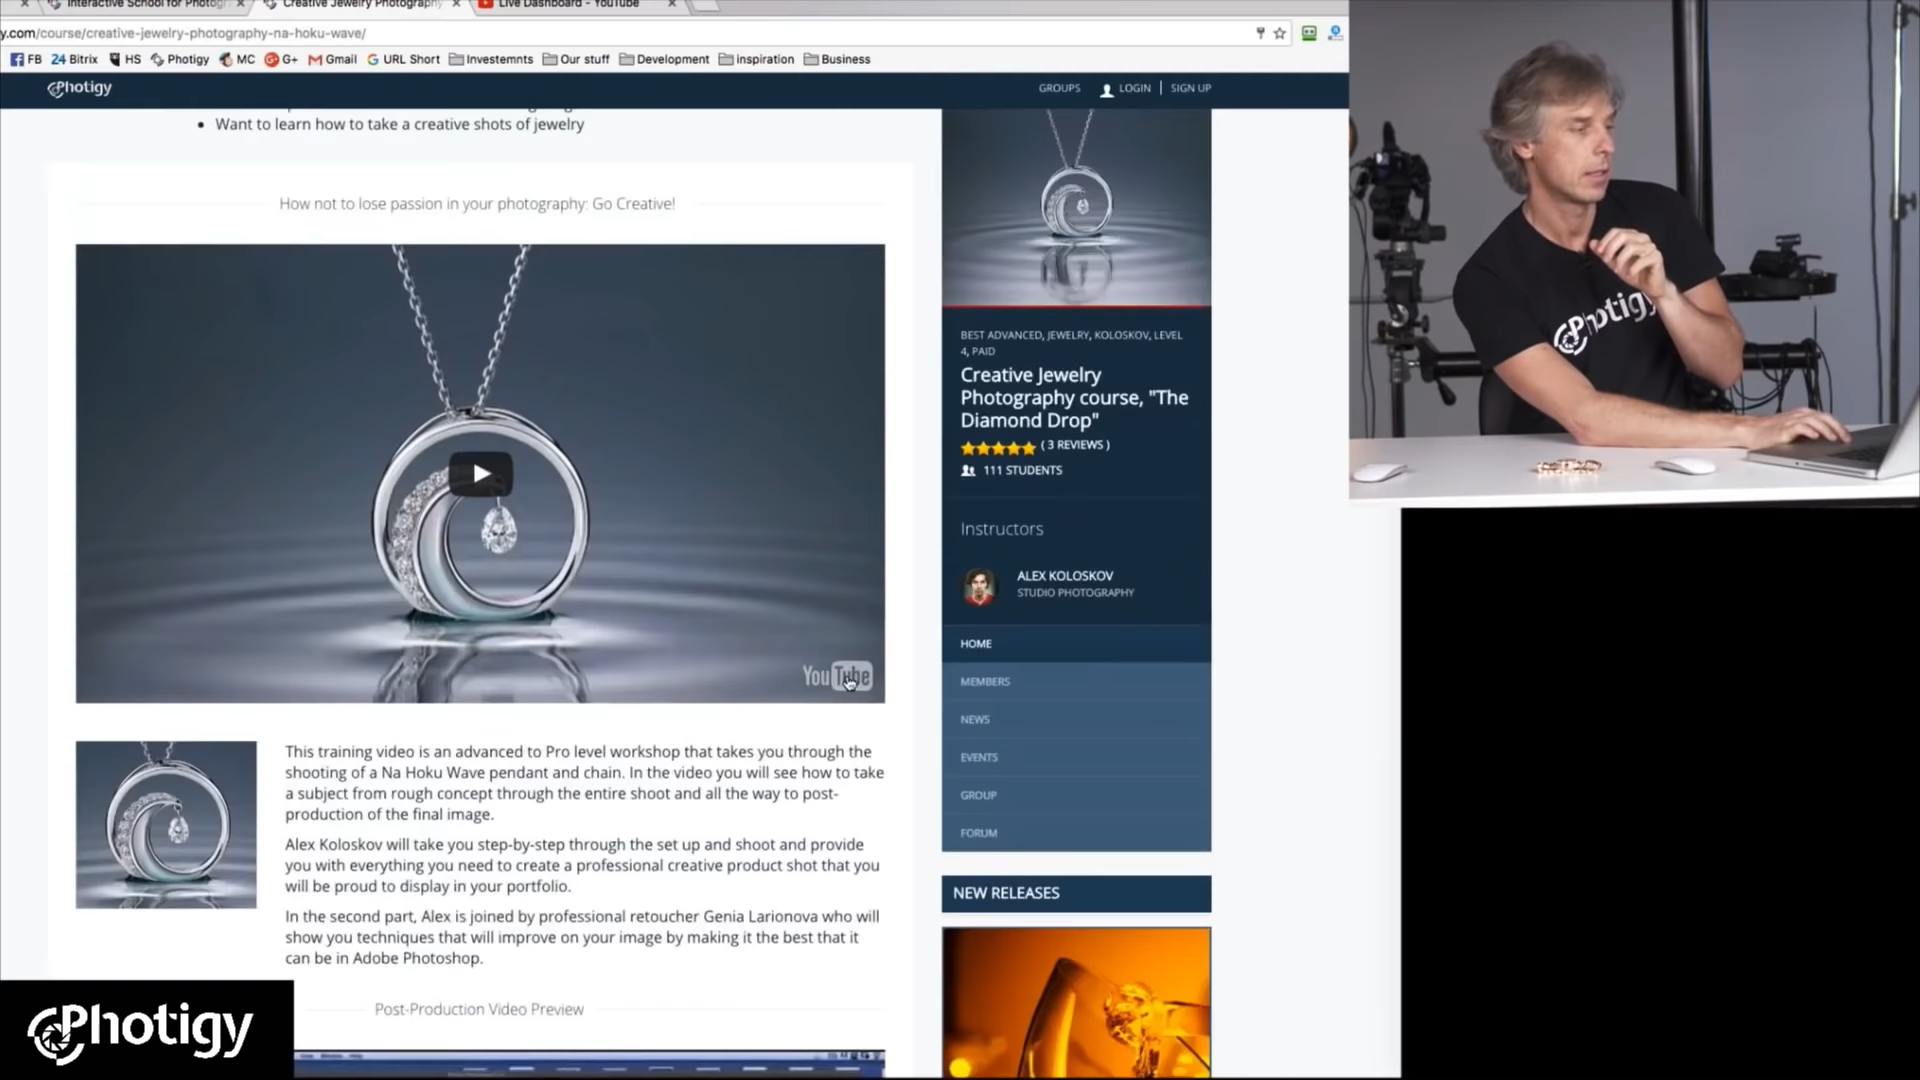 Interactive School for Photogr
Creative Jewelry Photography
Live Dashboard - YouTube
y.com/course/creative-jewelry-photography-na-hoku-wave/
FB
24 Bitrix
HS
Photigy
MC
G+
Gmail
URL Short
Investemnts
Our stuff
Development
inspiration
Business
Photigy
GROUPS
LOGIN
SIGN UP
Want to learn how to take a creative shots of jewelry
How not to lose passion in your photography: Go Creative!
YouTube
This training video is an advanced to Pro level workshop that takes you through the
shooting of a Na Hoku Wave pendant and chain. In the video you will see how to take
a subject from rough concept through the entire shoot and all the way to post-
production of the final image.
Alex Koloskov will take you step-by-step through the set up and shoot and provide
you with everything you need to create a professional creative product shot that you
will be proud to display in your portfolio.
In the second part, Alex is joined by professional retoucher Genia Larionova who will
show you techniques that will improve on your image by making it the best that it
can be in Adobe Photoshop.
Post-Production Video Preview
BEST ADVANCED, JEWELRY, KOLOSKOV, LEVEL
4, PAID
Creative Jewelry
Photography course, "The
Diamond Drop"
( 3 REVIEWS )
111 STUDENTS
Instructors
ALEX KOLOSKOV
STUDIO PHOTOGRAPHY
HOME
MEMBERS
NEWS
EVENTS
GROUP
FORUM
NEW RELEASES
Photigy
Photigy